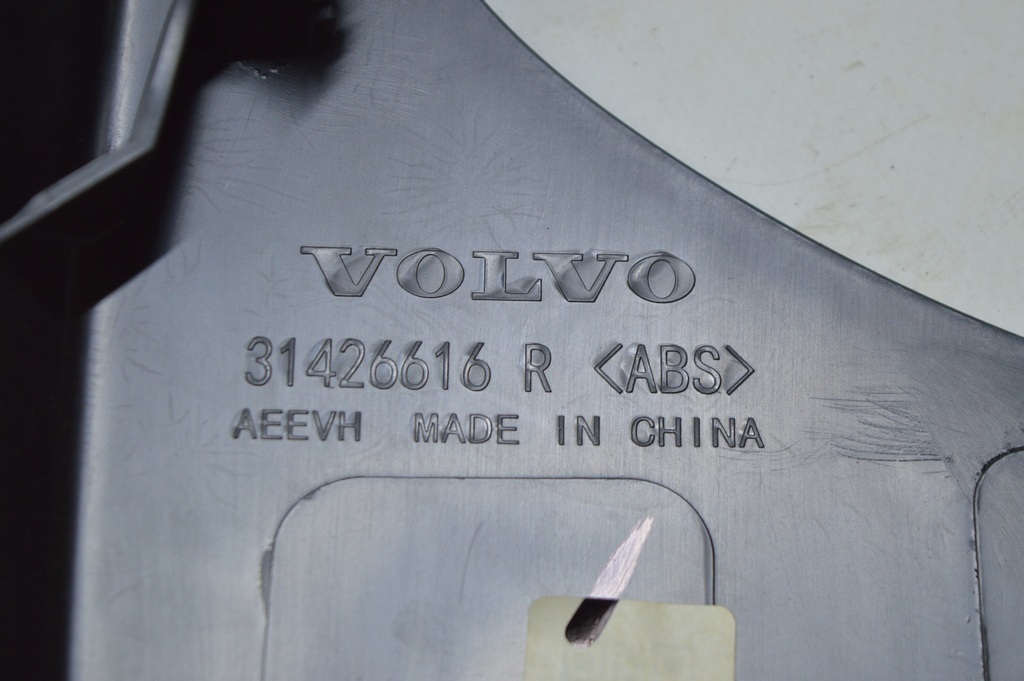 VOLVO
31426616 R <ABS>
AEEVH MADE IN CHINA